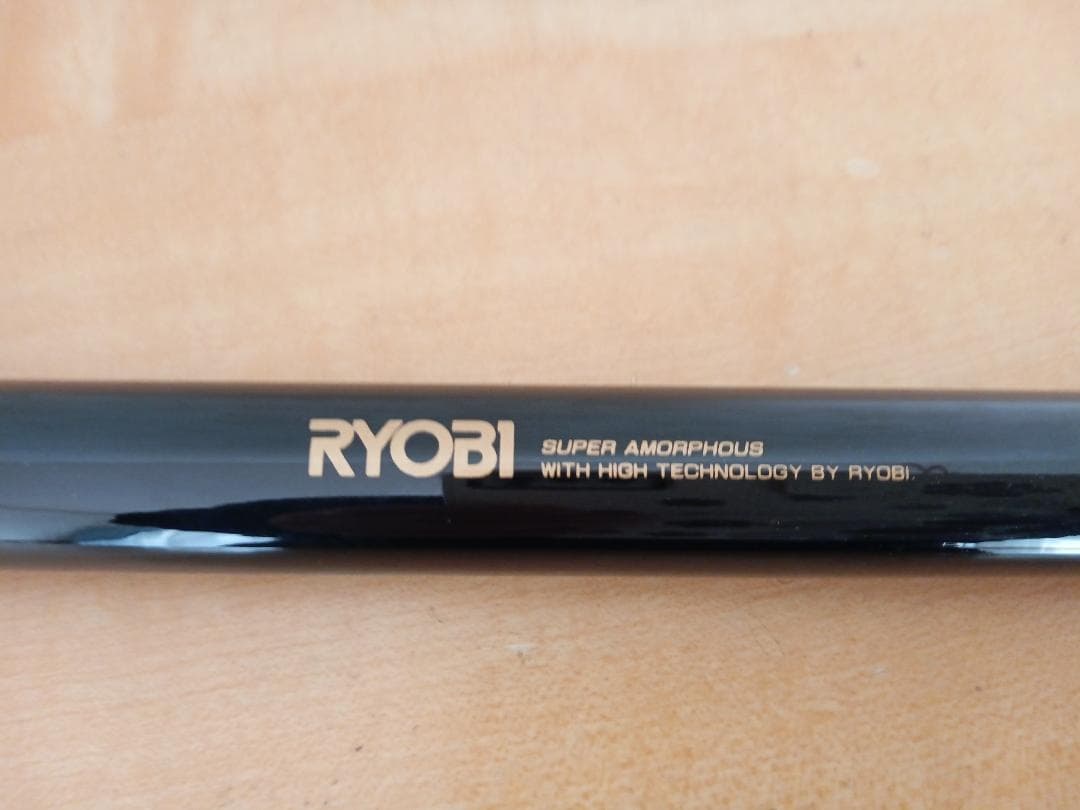 RYOBI
SUPER AMORPHOUS
WITH HIGH TECHNOLOGY BY RYOBI.